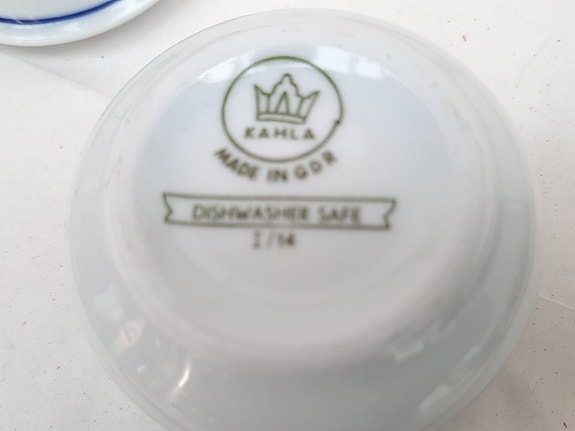 KAHLA
MADE IN GDR
DISHWASHER SAFE
I/14